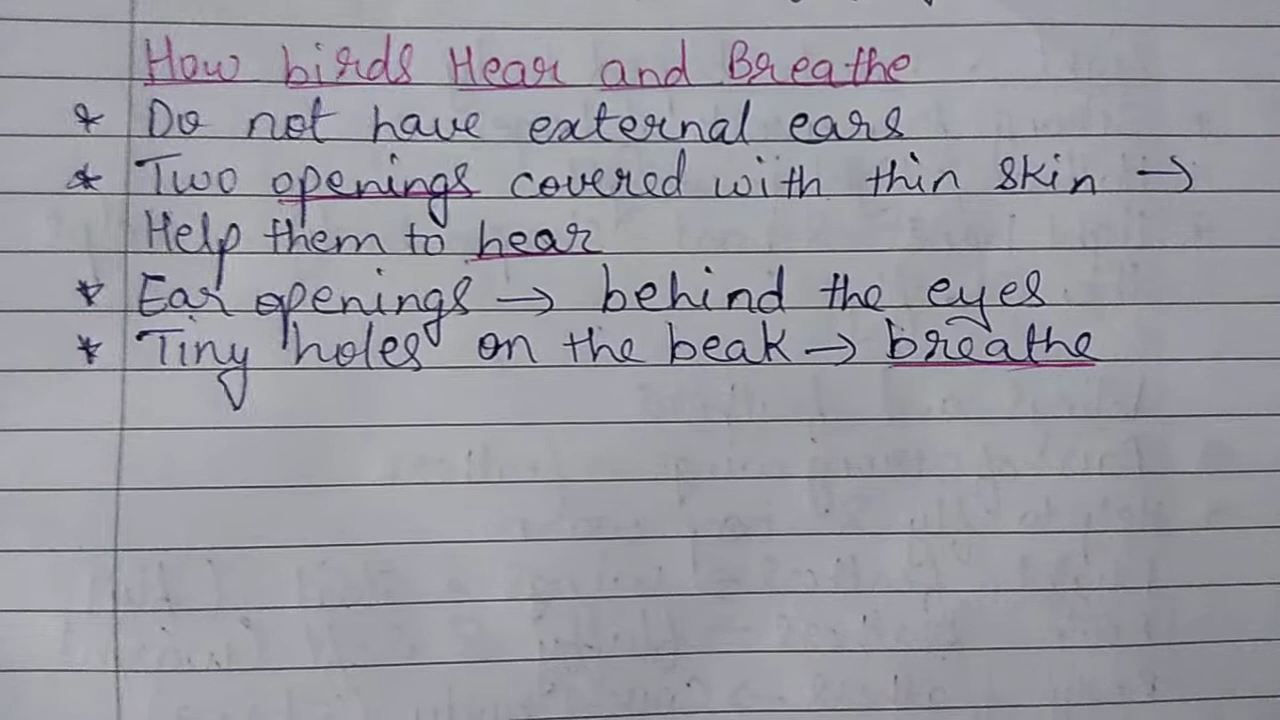 How birds Hear and Breathe
* Do not have external ears
* Two openings covered with thin skin →
Help them to hear
* Ear openings → behind the eyes
* Tiny holes on the beak → breathe